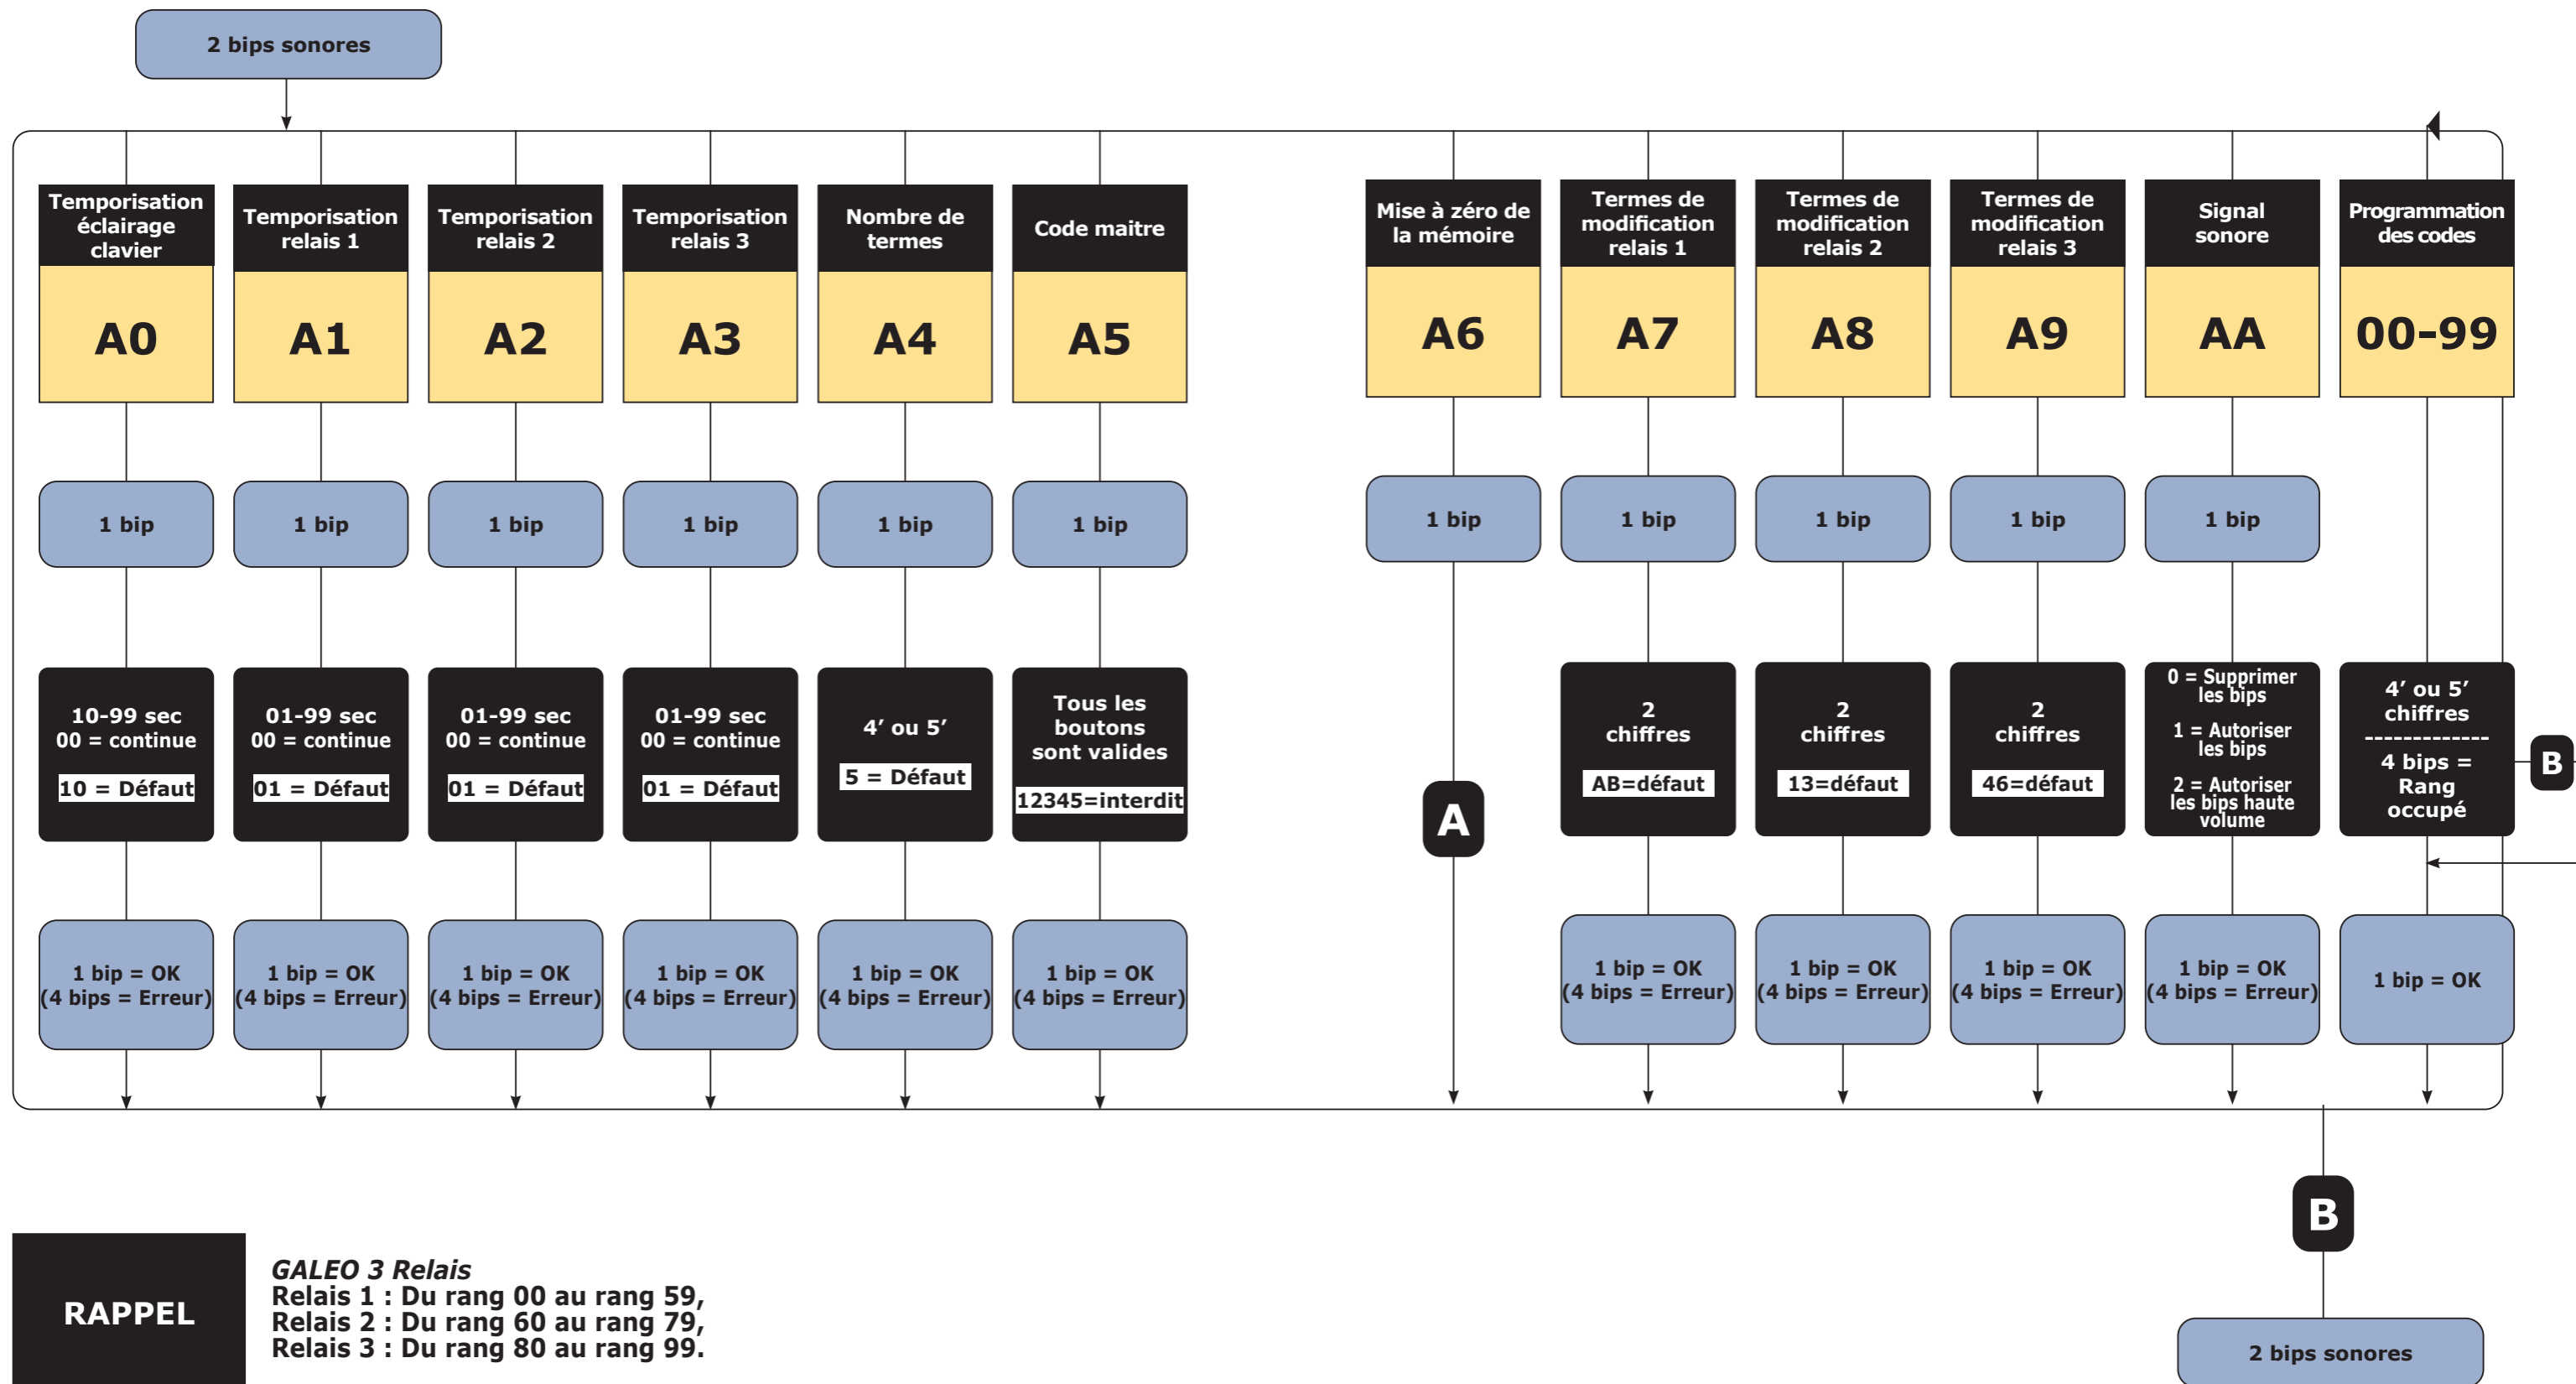 2 bips sonores
Temporisation
éclairage
clavier
Temporisation
relais 1
Temporisation
relais 2
Temporisation
relais 3
Nombre de
termes
Code maitre
Mise à zéro de
la mémoire
Termes de
modification
relais 1
Termes de
modification
relais 2
Termes de
modification
relais 3
Signal
sonore
Programmation
des codes
A0
A1
A2
A3
A4
A5
A6
A7
A8
A9
AA
00-99
1 bip
1 bip
1 bip
1 bip
1 bip
1 bip
1 bip
1 bip
1 bip
1 bip
1 bip
10-99 sec
00 = continue
10 = Défaut
01-99 sec
00 = continue
01 = Défaut
01-99 sec
00 = continue
01 = Défaut
01-99 sec
00 = continue
01 = Défaut
4’ ou 5’
5 = Défaut
Tous les
boutons
sont valides
12345=interdit
A
2
chiffres
AB=défaut
2
chiffres
13=défaut
2
chiffres
46=défaut
0 = Supprimer
les bips
1 = Autoriser
les bips
2 = Autoriser
les bips haute
volume
4’ ou 5’
chiffres
-------------
4 bips =
Rang
occupé
B
1 bip = OK
(4 bips = Erreur)
1 bip = OK
(4 bips = Erreur)
1 bip = OK
(4 bips = Erreur)
1 bip = OK
(4 bips = Erreur)
1 bip = OK
(4 bips = Erreur)
1 bip = OK
(4 bips = Erreur)
1 bip = OK
(4 bips = Erreur)
1 bip = OK
(4 bips = Erreur)
1 bip = OK
(4 bips = Erreur)
1 bip = OK
(4 bips = Erreur)
1 bip = OK
B
2 bips sonores
RAPPEL
GALEO 3 Relais
Relais 1 : Du rang 00 au rang 59,
Relais 2 : Du rang 60 au rang 79,
Relais 3 : Du rang 80 au rang 99.